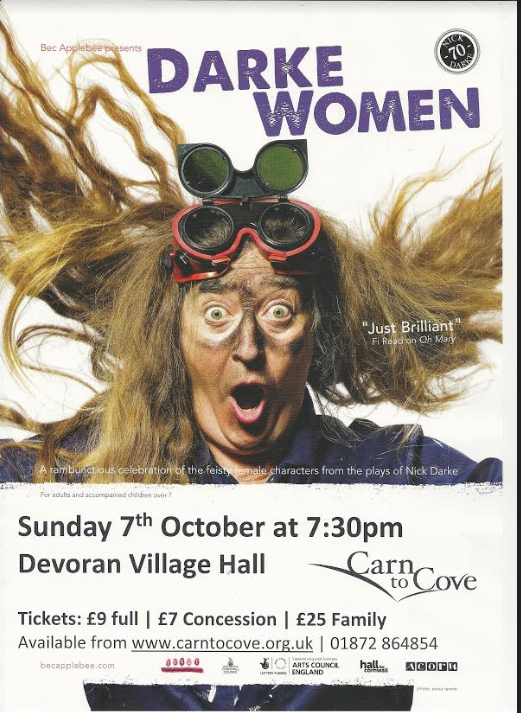 Bec Applebee presents
DARKE
WOMEN
NICK
70
DARKE
"Just Brilliant"
Fi Read on Oh Mary
A rambunctious celebration of the feisty female characters from the plays of Nick Darke
For adults and accompanied children over 7
Sunday 7th October at 7:30pm
Devoran Village Hall
Carn
to Cove
Tickets: £9 full | £7 Concession | £25 Family
Available from www.carntocove.org.uk | 01872 864854
becapplebee.com
LOTTERY FUNDED
ARTS COUNCIL
ENGLAND
hall for
cornwall
ACORN